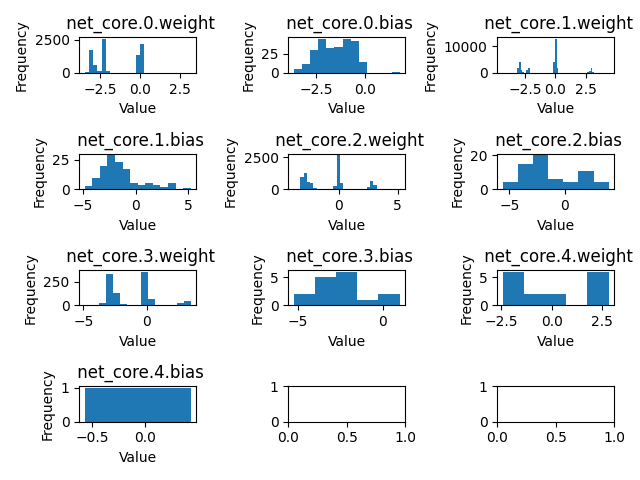 net_core.0.weight
Frequency
2500
0
−2.5
0.0
2.5
Value
net_core.0.bias
Frequency
25
0
−2.5
0.0
Value
net_core.1.weight
Frequency
10000
0
−2.5
0.0
2.5
Value
net_core.1.bias
Frequency
25
0
−5
0
5
Value
net_core.2.weight
Frequency
2500
0
0
5
Value
net_core.2.bias
Frequency
20
0
−5
0
Value
net_core.3.weight
Frequency
250
0
−5
0
Value
net_core.3.bias
Frequency
5
0
−5
0
Value
net_core.4.weight
Frequency
5
0
−2.5
0.0
2.5
Value
net_core.4.bias
Frequency
1
0
−0.5
0.0
Value
1
0
0.0
0.5
1.0
1
0
0.0
0.5
1.0